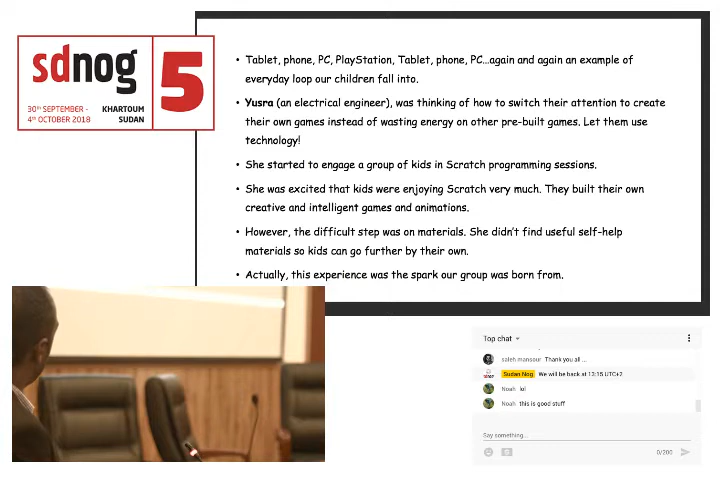 sdnog 5
30TH SEPTEMBER -
4th OCTOBER 2018
KHARTOUM
SUDAN
• Tablet, phone, PC, PlayStation, Tablet, phone, PC...again and again an example of
everyday loop our children fall into.
• Yusra (an electrical engineer), was thinking of how to switch their attention to create
their own games instead of wasting energy on other pre-built games. Let them use
technology!
• She started to engage a group of kids in Scratch programming sessions.
• She was excited that kids were enjoying Scratch very much. They built their own
creative and intelligent games and animations.
• However, the difficult step was on materials. She didn't find useful self-help
materials so kids can go further by their own.
• Actually, this experience was the spark our group was born from.
Top chat
saleh mansour Thank you all ...
Sudan Nog We will be back at 13:15 UTC+2
Noah lol
Noah this is good stuff
Say something...
0/200